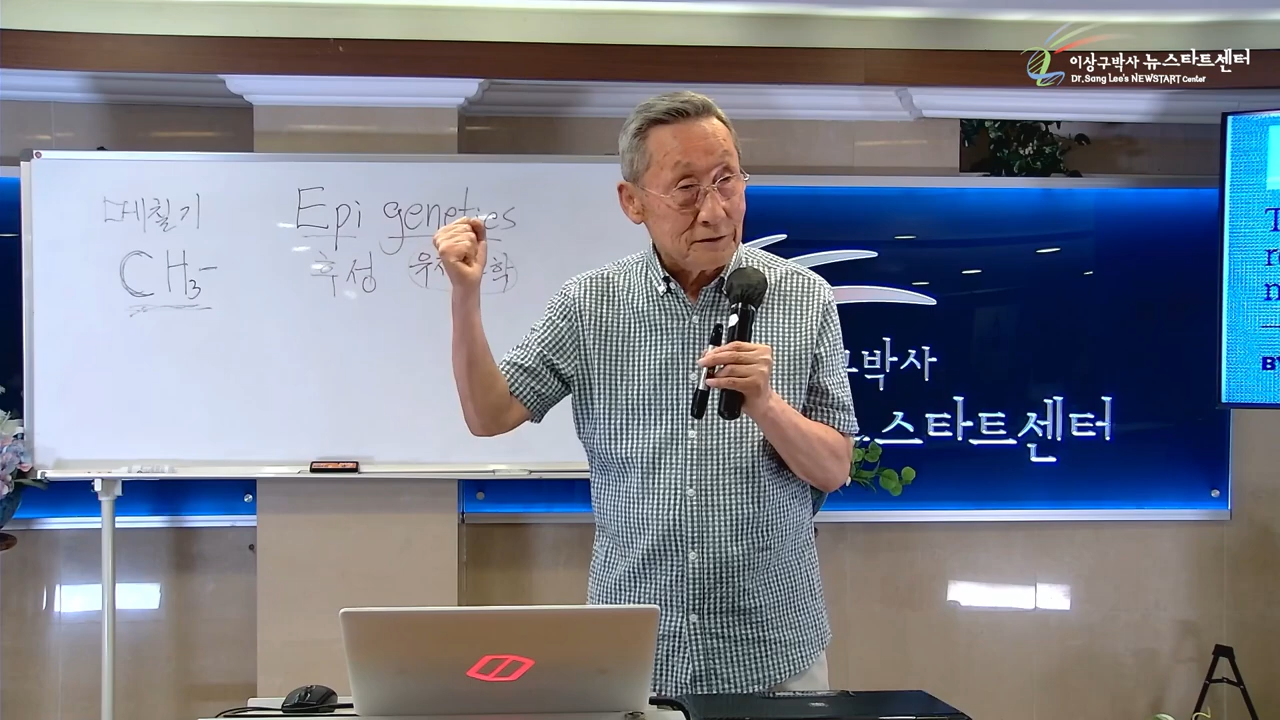 이상구박사 뉴스타트센터
Dr. Sang Lee's NEWSTART Center
메칠기
CH3-
Epi genetics
후성
박사
스타트센터